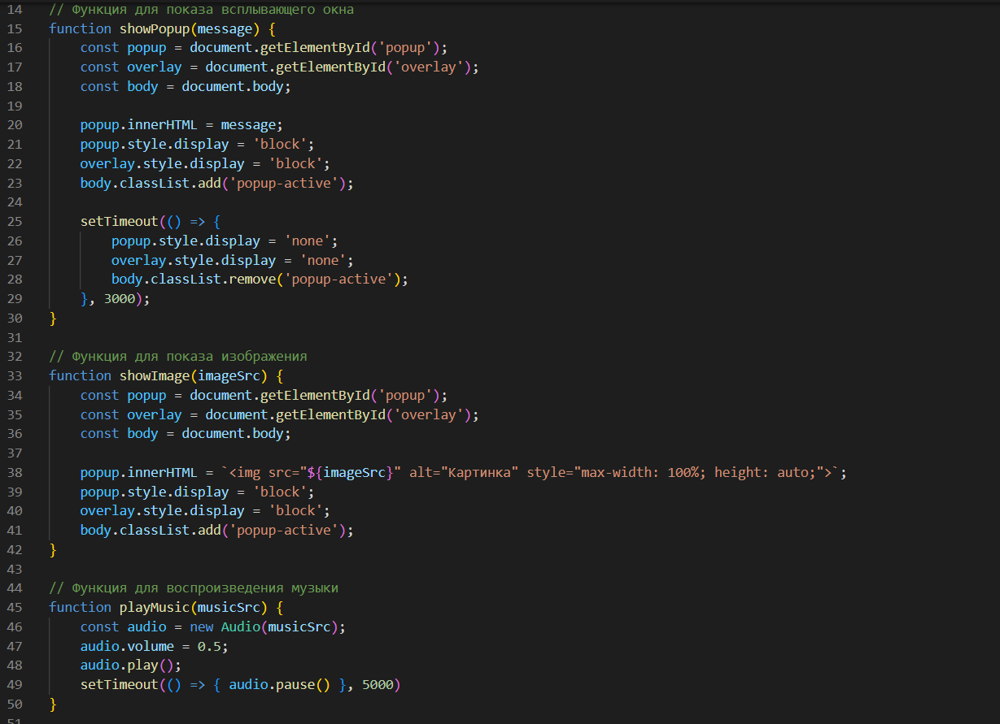 14 // Функция для показа всплывающего окна
15 function showPopup(message) {
16     const popup = document.getElementById('popup');
17     const overlay = document.getElementById('overlay');
18     const body = document.body;
19
20     popup.innerHTML = message;
21     popup.style.display = 'block';
22     overlay.style.display = 'block';
23     body.classList.add('popup-active');
24
25     setTimeout(() => {
26         popup.style.display = 'none';
27         overlay.style.display = 'none';
28         body.classList.remove('popup-active');
29     }, 3000);
30 }
31
32 // Функция для показа изображения
33 function showImage(imageSrc) {
34     const popup = document.getElementById('popup');
35     const overlay = document.getElementById('overlay');
36     const body = document.body;
37
38     popup.innerHTML = `<img src="${imageSrc}" alt="Картинка" style="max-width: 100%; height: auto;">`;
39     popup.style.display = 'block';
40     overlay.style.display = 'block';
41     body.classList.add('popup-active');
42 }
43
44 // Функция для воспроизведения музыки
45 function playMusic(musicSrc) {
46     const audio = new Audio(musicSrc);
47     audio.volume = 0.5;
48     audio.play();
49     setTimeout(() => { audio.pause() }, 5000)
50 }
51